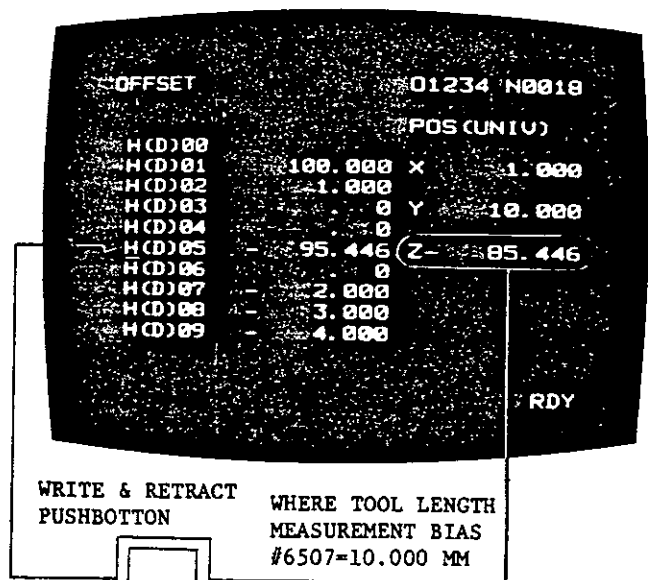 OFFSET O1234 N0018
POS(UNIV)
H(D)00
H(D)01 100.000 X 1.000
H(D)02 1.000
H(D)03 . 0 Y 10.000
H(D)04 . 0
H(D)05 - 95.446 Z- 85.446
H(D)06 . 0
H(D)07 - 2.000
H(D)08 - 3.000
H(D)09 - 4.000
RDY
WRITE & RETRACT
PUSHBOTTON
WHERE TOOL LENGTH
MEASUREMENT BIAS
#6507=10.000 MM